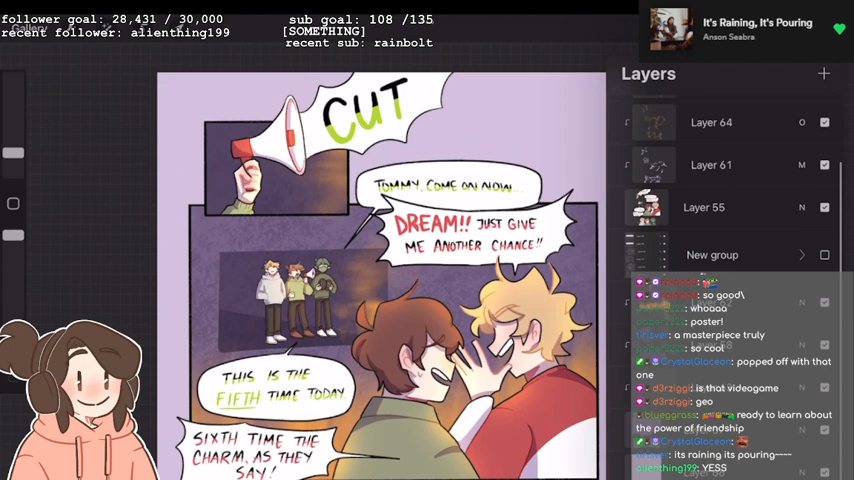 follower goal: 28,431 / 30,000
recent follower: alienthing199
sub goal: 108 /135
[SOMETHING]
recent sub: rainbolt
It's Raining, It's Pouring
Anson Seabra
Gallery
Layers
CUT
TOMMY, COME ON NOW...
DREAM!! JUST GIVE
ME ANOTHER CHANCE!!
THIS IS THE
FIFTH TIME TODAY.
SIXTH TIME THE
CHARM, AS THEY
SAY!
Layer 64
O
Layer 61
M
Layer 55
N
New group
N
N
N
: so good\
: whoaaa
: poster!
: a masterpiece truly
: so cool
CrystalGlaceon: popped off with that
one
d3rziggi: is that videogame
d3rziggi: geo
blueggrass: ready to learn about
the power of friendship
CrystalGlaceon:
: its raining its pouring~~~~
alienthing199: YESS